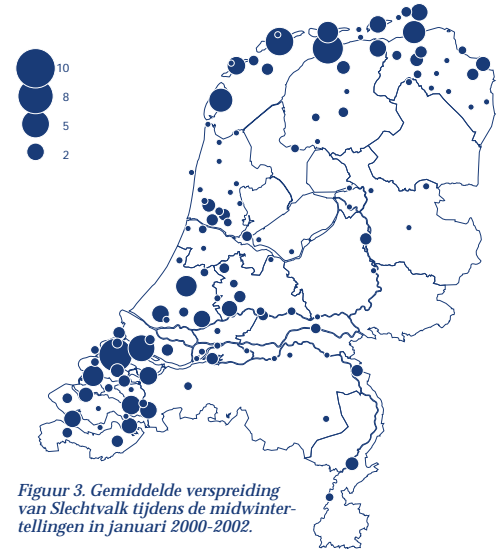 10
8
5
2
Figuur 3. Gemiddelde verspreiding
van Slechtvalk tijdens de midwinter-
tellingen in januari 2000-2002.